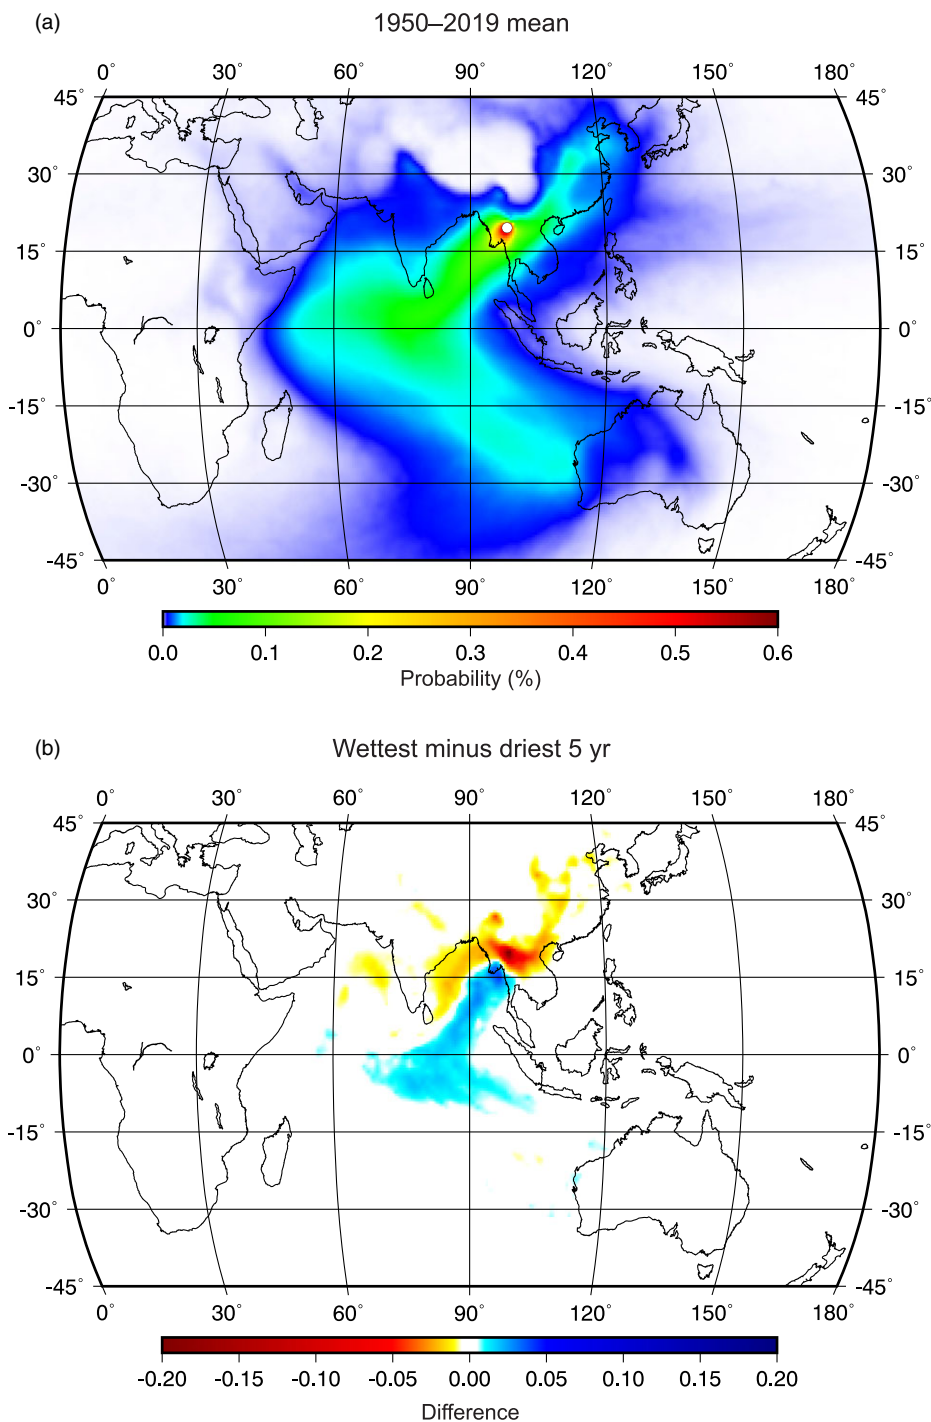 (a)
1950–2019 mean
0° 30° 60° 90° 120° 150° 180°
45° 45°
30° 30°
15° 15°
0° 0°
-15° -15°
-30° -30°
-45° -45°
0° 30° 60° 90° 120° 150° 180°
0.0 0.1 0.2 0.3 0.4 0.5 0.6
Probability (%)
(b)
Wettest minus driest 5 yr
0° 30° 60° 90° 120° 150° 180°
45° 45°
30° 30°
15° 15°
0° 0°
-15° -15°
-30° -30°
-45° -45°
0° 30° 60° 90° 120° 150° 180°
-0.20 -0.15 -0.10 -0.05 0.00 0.05 0.10 0.15 0.20
Difference